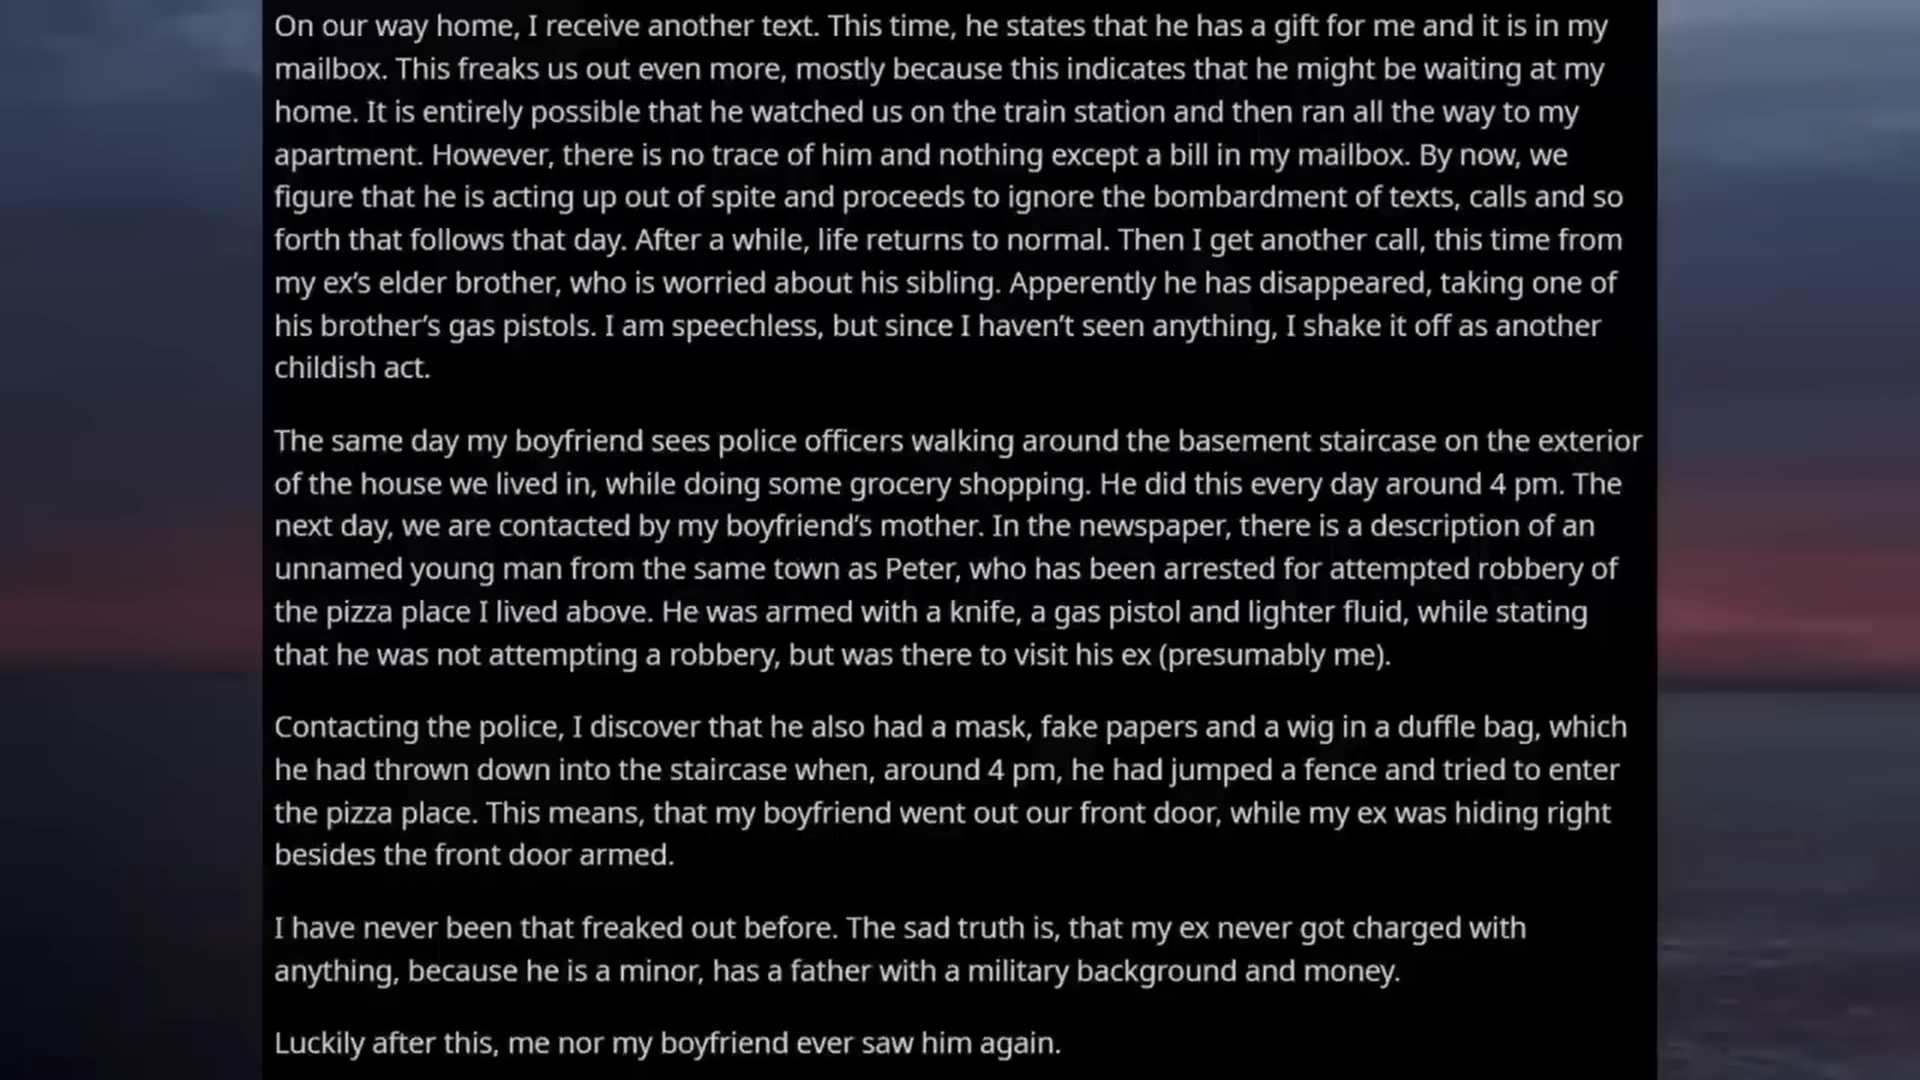 On our way home, I receive another text. This time, he states that he has a gift for me and it is in my
mailbox. This freaks us out even more, mostly because this indicates that he might be waiting at my
home. It is entirely possible that he watched us on the train station and then ran all the way to my
apartment. However, there is no trace of him and nothing except a bill in my mailbox. By now, we
figure that he is acting up out of spite and proceeds to ignore the bombardment of texts, calls and so
forth that follows that day. After a while, life returns to normal. Then I get another call, this time from
my ex’s elder brother, who is worried about his sibling. Apperently he has disappeared, taking one of
his brother’s gas pistols. I am speechless, but since I haven’t seen anything, I shake it off as another
childish act.
The same day my boyfriend sees police officers walking around the basement staircase on the exterior
of the house we lived in, while doing some grocery shopping. He did this every day around 4 pm. The
next day, we are contacted by my boyfriend’s mother. In the newspaper, there is a description of an
unnamed young man from the same town as Peter, who has been arrested for attempted robbery of
the pizza place I lived above. He was armed with a knife, a gas pistol and lighter fluid, while stating
that he was not attempting a robbery, but was there to visit his ex (presumably me).
Contacting the police, I discover that he also had a mask, fake papers and a wig in a duffle bag, which
he had thrown down into the staircase when, around 4 pm, he had jumped a fence and tried to enter
the pizza place. This means, that my boyfriend went out our front door, while my ex was hiding right
besides the front door armed.
I have never been that freaked out before. The sad truth is, that my ex never got charged with
anything, because he is a minor, has a father with a military background and money.
Luckily after this, me nor my boyfriend ever saw him again.